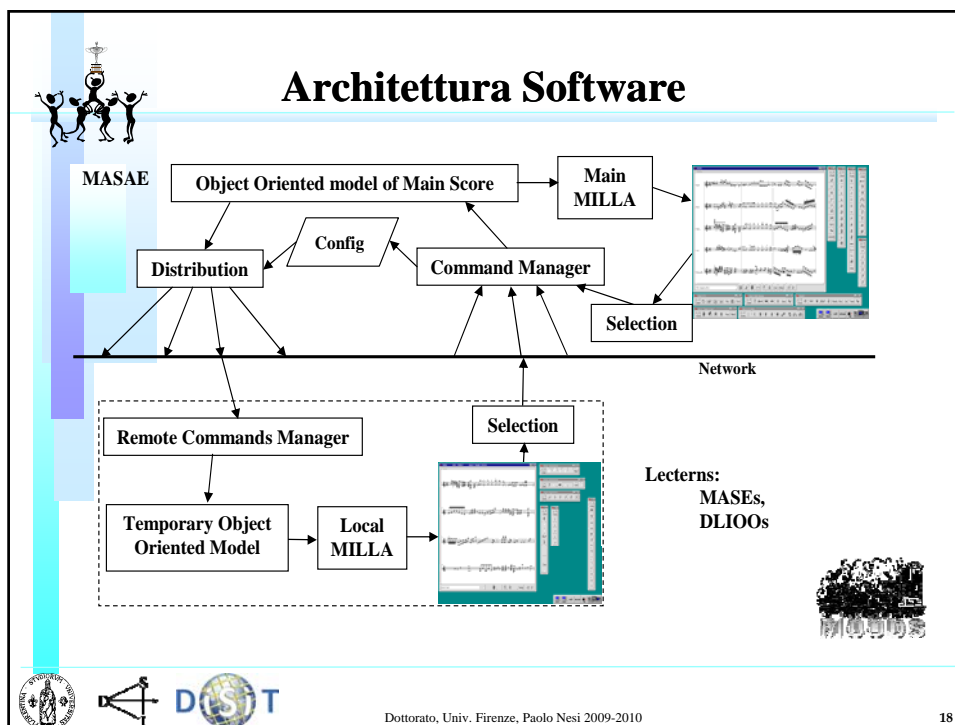 Architettura Software
MASAE
Object Oriented model of Main Score
Main
MILLA
Config
Distribution
Command Manager
Selection
Network
Remote Commands Manager
Selection
Temporary Object
Oriented Model
Local
MILLA
Lecterns:
MASEs,
DLIOOs
MOODS
DISIT
Dottorato, Univ. Firenze, Paolo Nesi 2009-2010
18